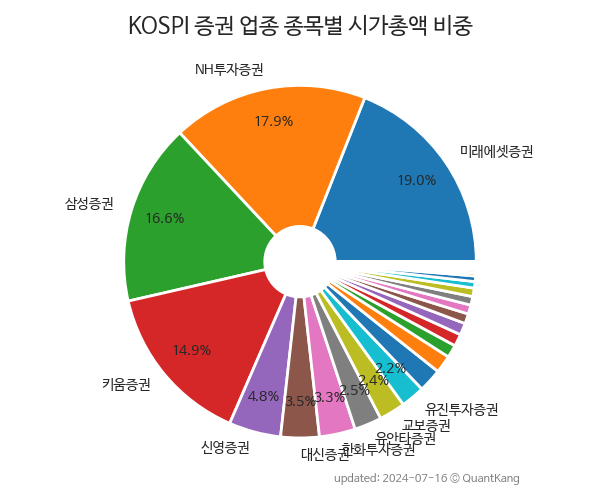 KOSPI 증권 업종 종목별 시가총액 비중
NH투자증권
17.9%
미래에셋증권
19.0%
삼성증권
16.6%
키움증권
14.9%
신영증권
4.8%
대신증권
3.5%
한화투자증권
3.3%
유안타증권
2.5%
교보증권
2.4%
유진투자증권
2.2%
updated: 2024-07-16 © QuantKang